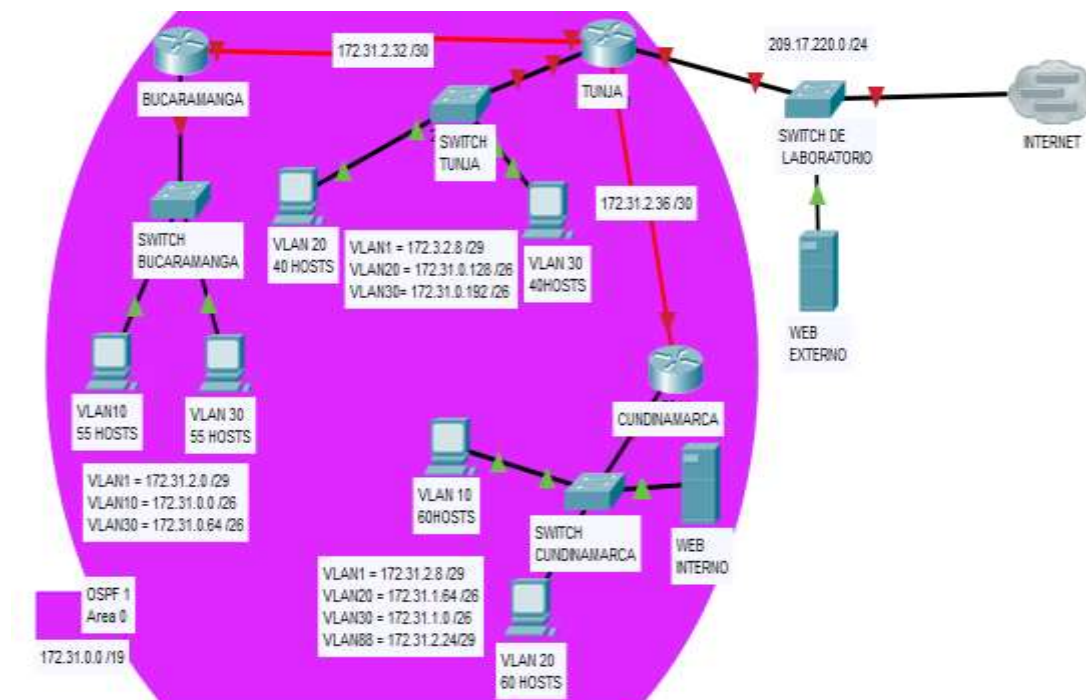 172.31.2.32 /30
209.17.220.0 /24
BUCARAMANGA
TUNJA
SWITCH DE
LABORATORIO
INTERNET
SWITCH
TUNJA
172.31.2.36 /30
SWITCH
BUCARAMANGA
VLAN 20
40 HOSTS
VLAN1 = 172.3.2.8 /29
VLAN20 = 172.31.0.128 /26
VLAN30= 172.31.0.192 /26
VLAN 30
40HOSTS
WEB
EXTERNO
VLAN10
55 HOSTS
VLAN 30
55 HOSTS
CUNDINAMARCA
VLAN1 = 172.31.2.0 /29
VLAN10 = 172.31.0.0 /26
VLAN30 = 172.31.0.64 /26
VLAN 10
60HOSTS
SWITCH
CUNDINAMARCA
WEB
INTERNO
VLAN1 = 172.31.2.8 /29
VLAN20 = 172.31.1.64 /26
VLAN30 = 172.31.1.0 /26
VLAN88 = 172.31.2.24/29
OSPF 1
Area 0
172.31.0.0 /19
VLAN 20
60 HOSTS